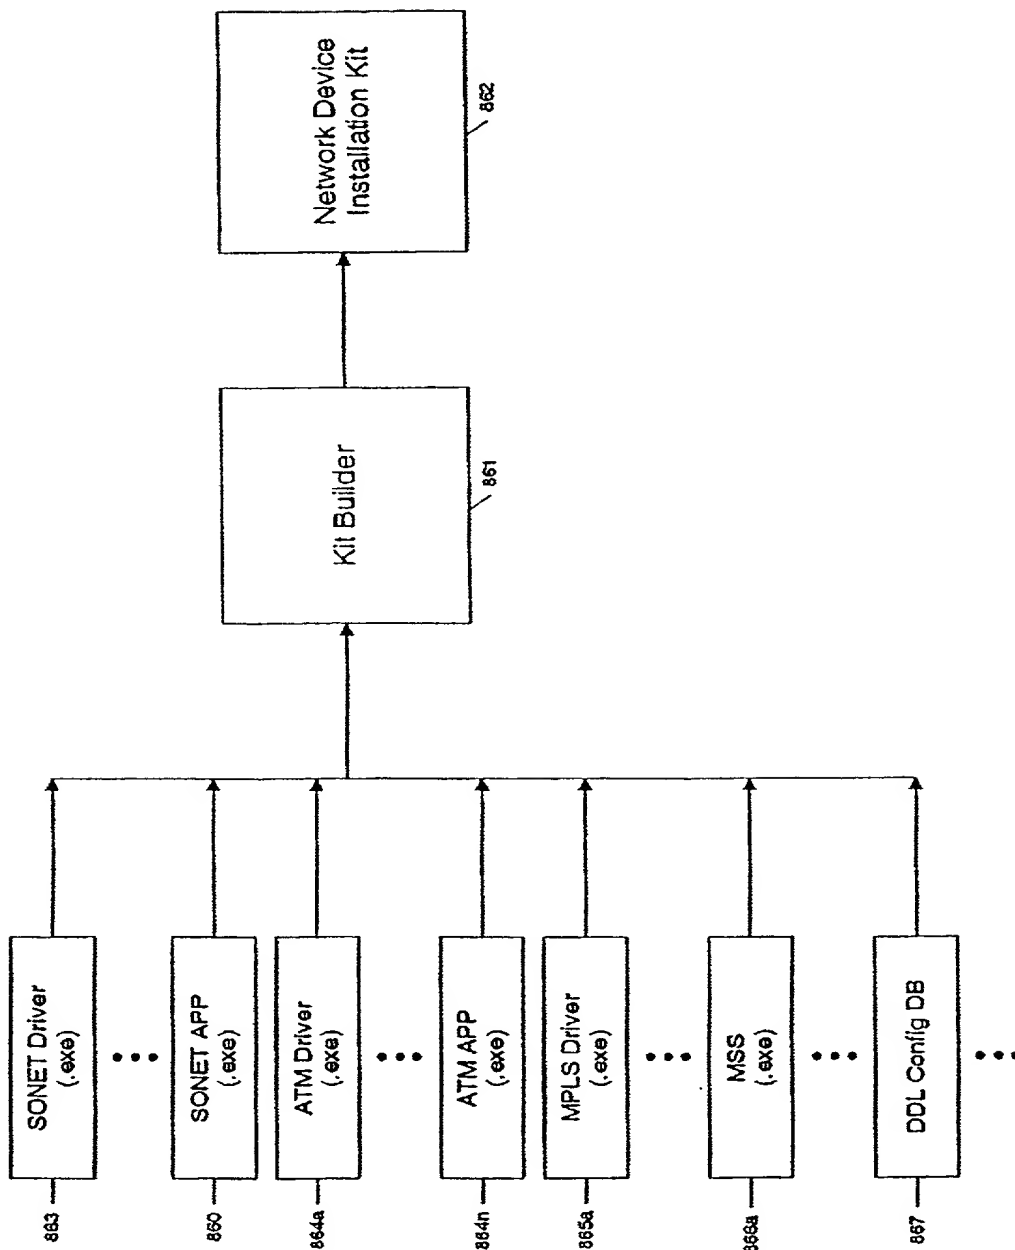 863
SONET Driver
(.exe)
860
SONET APP
(.exe)
864a
ATM Driver
(.exe)
864n
ATM APP
(.exe)
865a
MPLS Driver
(.exe)
866a
MSS
(.exe)
867
DDL Config DB
Kit Builder
861
Network Device
Installation Kit
862